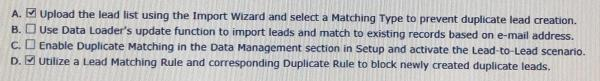 A. ☑ Upload the lead list using the Import Wizard and select a Matching Type to prevent duplicate lead creation.
B. ☐ Use Data Loader's update function to import leads and match to existing records based on e-mail address.
C. ☐ Enable Duplicate Matching in the Data Management section in Setup and activate the Lead-to-Lead scenario.
D. ☑ Utilize a Lead Matching Rule and corresponding Duplicate Rule to block newly created duplicate leads.